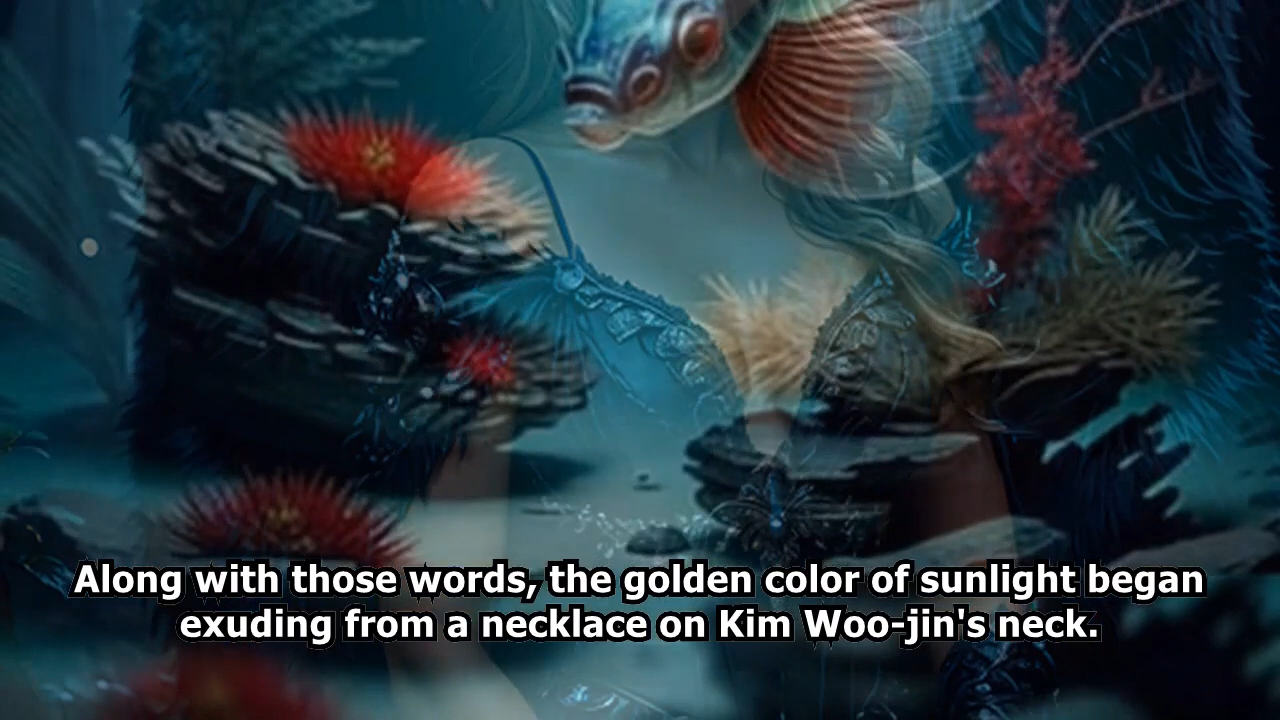 Along with those words, the golden color of sunlight began
exuding from a necklace on Kim Woo-jin's neck.